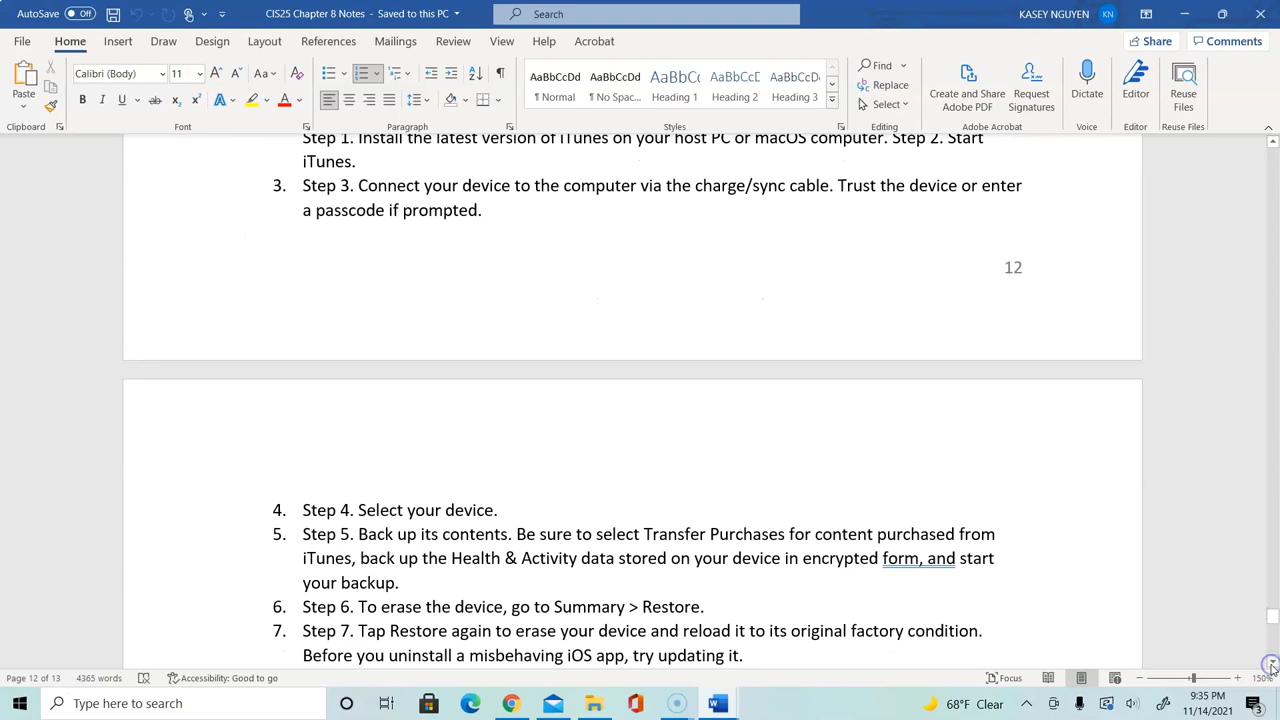 AutoSave Off CIS25 Step 8 Notes - Saved to this PC Search KASEY NGUYEN KN
File Home Insert Draw Design Layout References Mailings Review View Help Acrobat Share Comments
Paste Calibri (Body) 11 Aa AaBbCcDd AaBbCcDd AaBbCc AaBbCcD AaBbCcDd Find Replace Select
B I U ab x₂ x² A A ¶ Normal ¶ No Spac... Heading 1 Heading 2 Heading 3 Create and Share Adobe PDF Request Signatures Dictate Editor Reuse Files
Clipboard Font Paragraph Styles Editing Adobe Acrobat Voice Editor Reuse Files
Step 1. Install the latest version of iTunes on your host PC or macOS computer. Step 2. Start
iTunes.
3. Step 3. Connect your device to the computer via the charge/sync cable. Trust the device or enter
a passcode if prompted.
12
4. Step 4. Select your device.
5. Step 5. Back up its contents. Be sure to select Transfer Purchases for content purchased from
iTunes, back up the Health & Activity data stored on your device in encrypted form, and start
your backup.
6. Step 6. To erase the device, go to Summary > Restore.
7. Step 7. Tap Restore again to erase your device and reload it to its original factory condition.
Before you uninstall a misbehaving iOS app, try updating it.
Page 12 of 13 4365 words Accessibility: Good to go Focus 150%
Type here to search 68°F Clear 9:35 PM
11/14/2021 3